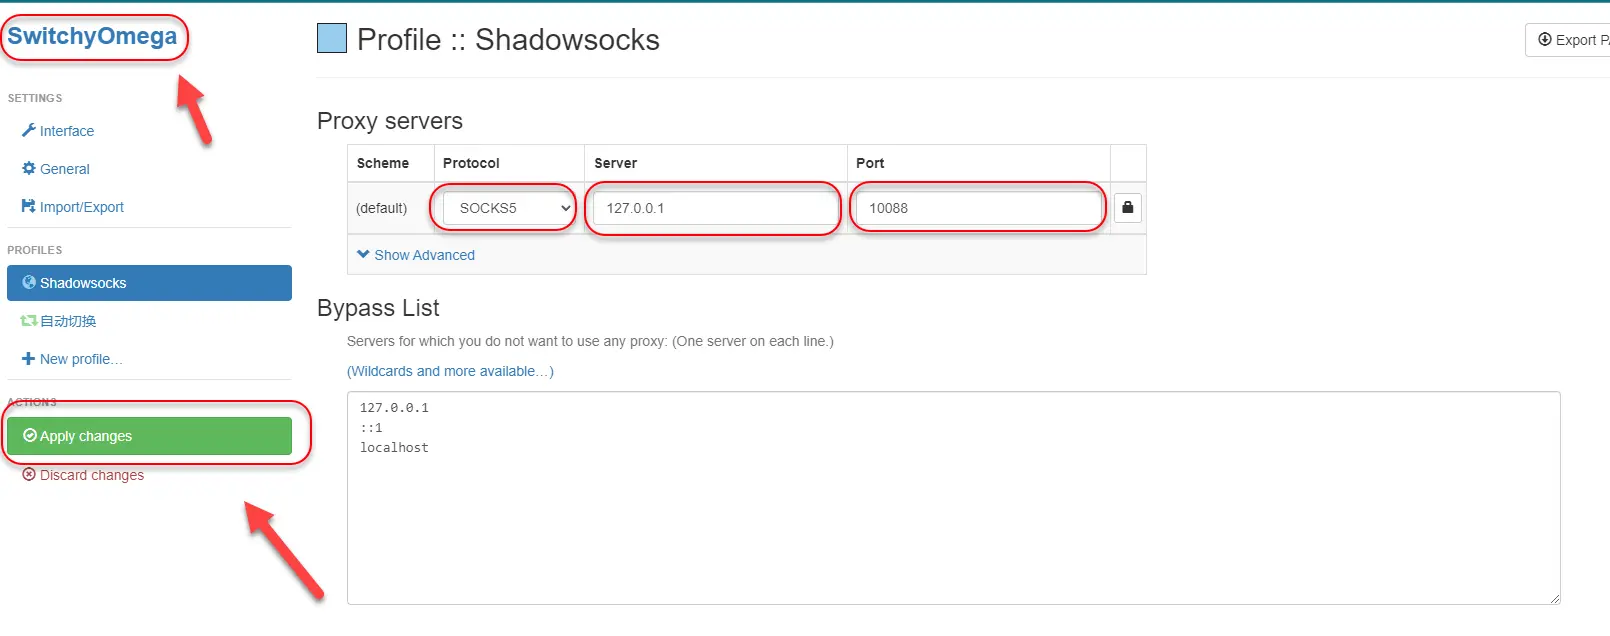 SwitchyOmega
SETTINGS
Interface
General
Import/Export
PROFILES
Shadowsocks
自动切换
New profile…
ACTIONS
Apply changes
Discard changes
Profile :: Shadowsocks
Export P
Proxy servers
Scheme Protocol Server Port
(default) SOCKS5 127.0.0.1 10088
Show Advanced
Bypass List
Servers for which you do not want to use any proxy: (One server on each line.)
(Wildcards and more available…)
127.0.0.1
::1
localhost